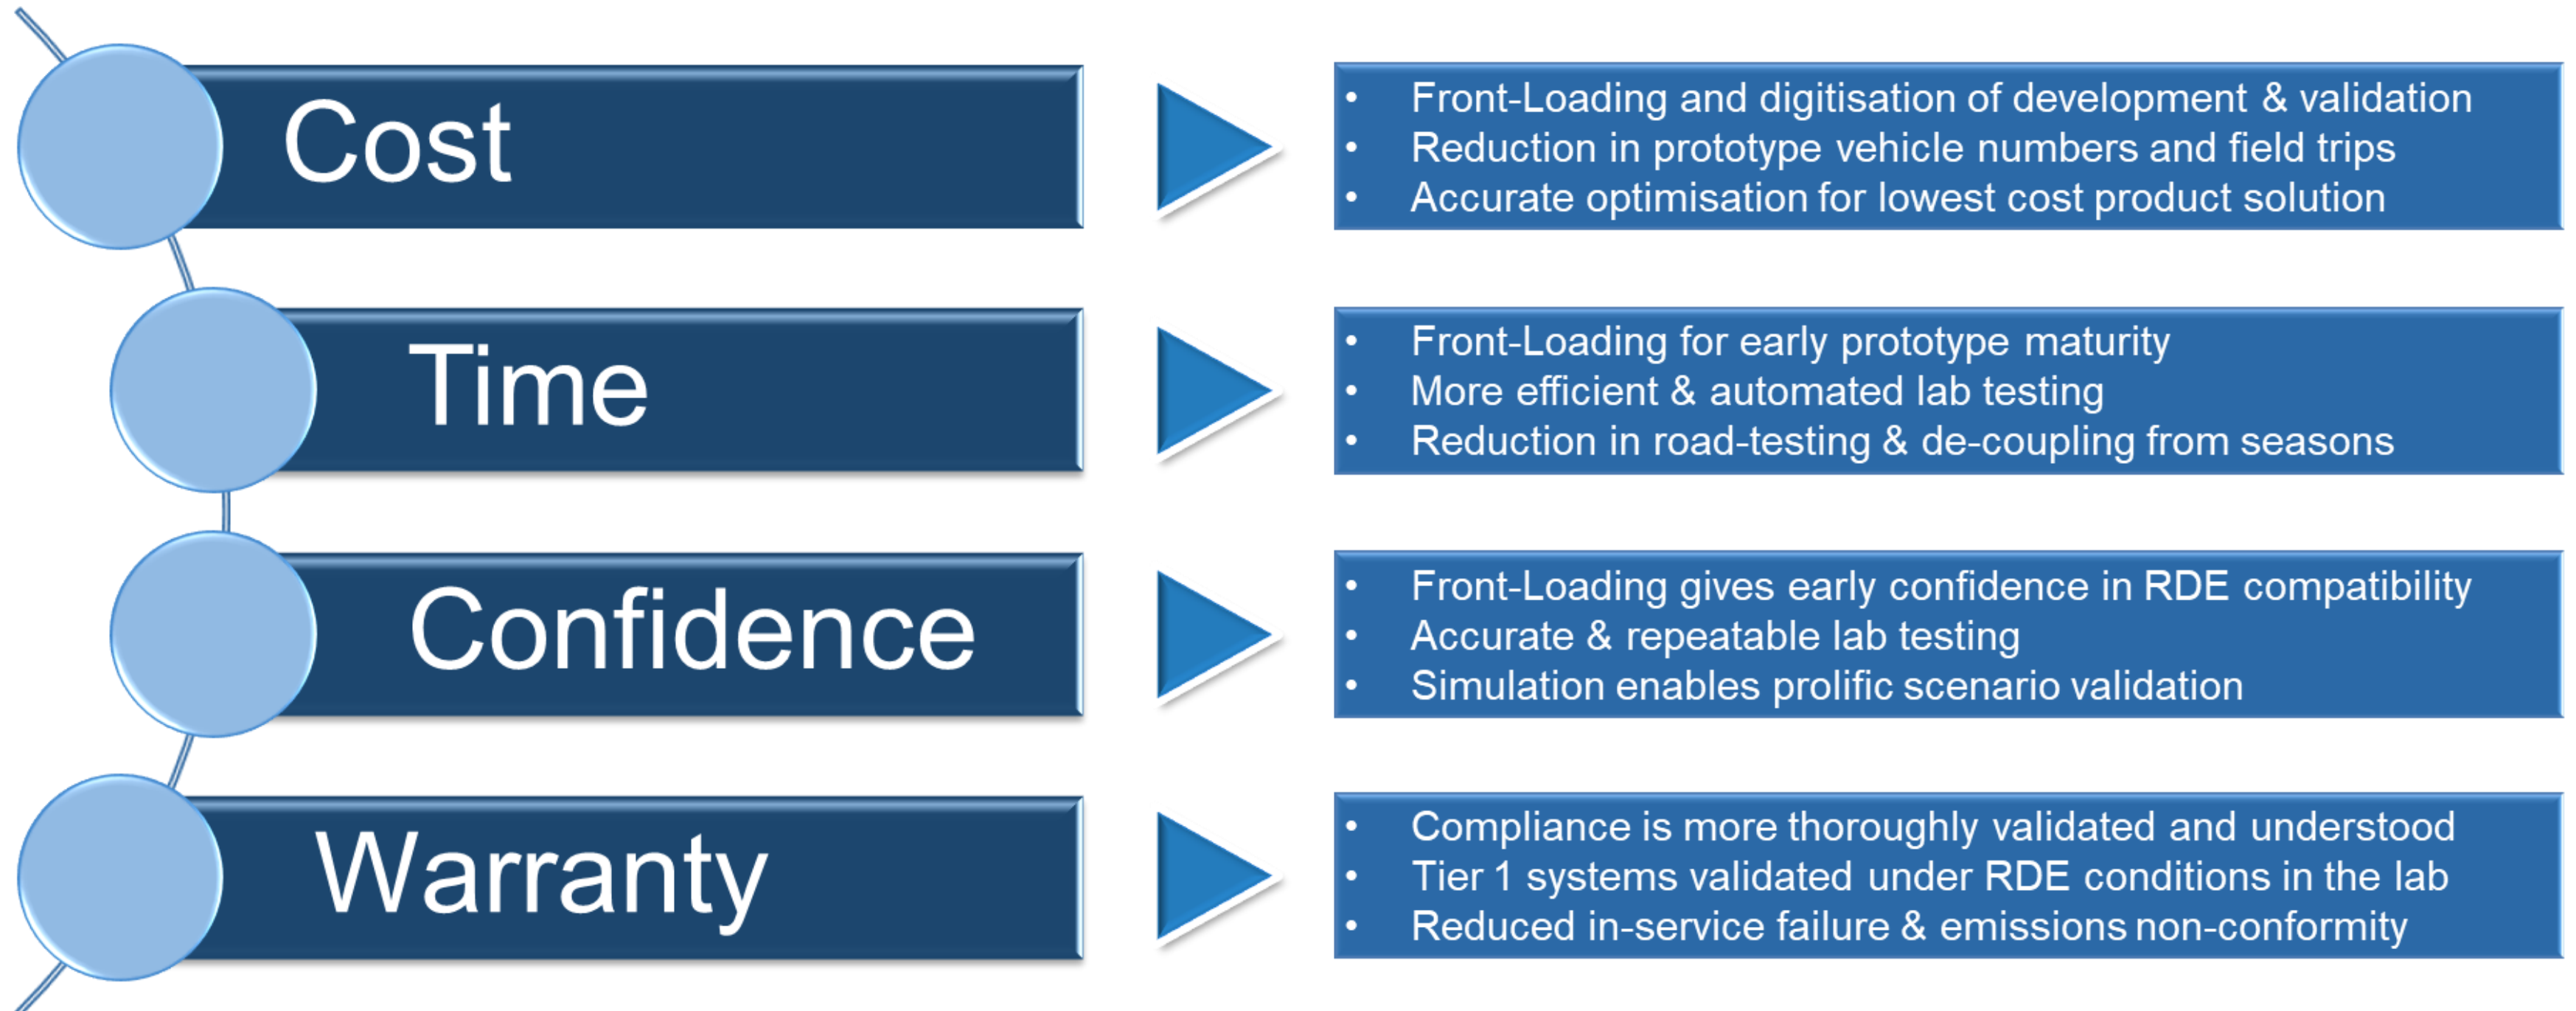 Cost
• Front-Loading and digitisation of development & validation
• Reduction in prototype vehicle numbers and field trips
• Accurate optimisation for lowest cost product solution
Time
• Front-Loading for early prototype maturity
• More efficient & automated lab testing
• Reduction in road-testing & de-coupling from seasons
Confidence
• Front-Loading gives early confidence in RDE compatibility
• Accurate & repeatable lab testing
• Simulation enables prolific scenario validation
Warranty
• Compliance is more thoroughly validated and understood
• Tier 1 systems validated under RDE conditions in the lab
• Reduced in-service failure & emissions non-conformity